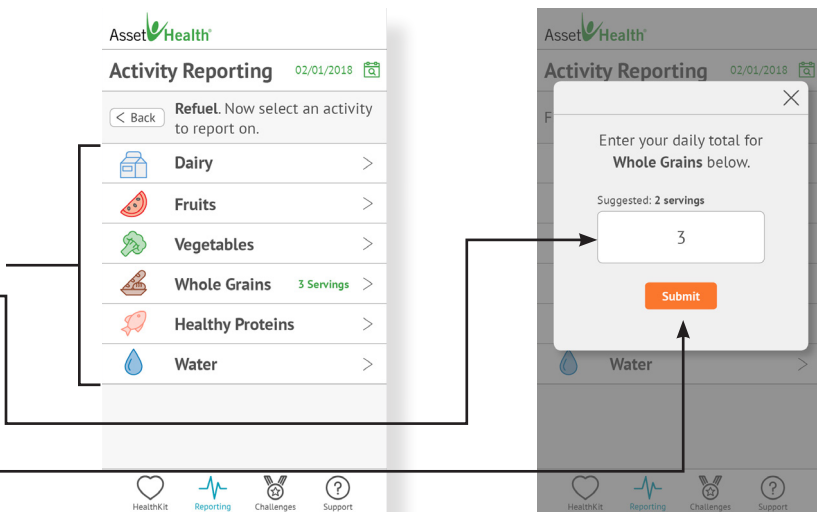 AssetHealth®
Activity Reporting 02/01/2018
< Back
Refuel. Now select an activity
to report on.
Dairy
Fruits
Vegetables
Whole Grains 3 Servings
Healthy Proteins
Water
HealthKit Reporting Challenges Support
AssetHealth®
Activity Reporting 02/01/2018
F
Enter your daily total for
Whole Grains below.
Suggested: 2 servings
3
Submit
Water
HealthKit Reporting Challenges Support